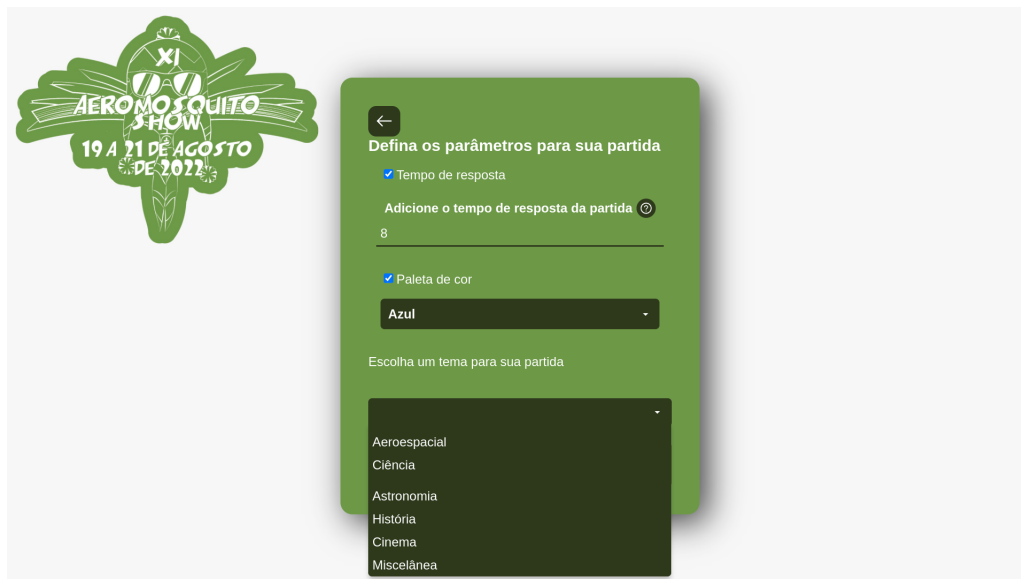 XI
AEROMOSQUITO
SHOW
19 A 21 DE AGOSTO
DE 2022
Defina os parâmetros para sua partida
Tempo de resposta
Adicione o tempo de resposta da partida
8
Paleta de cor
Azul
Escolha um tema para sua partida
Aeroespacial
Ciência
Astronomia
História
Cinema
Miscelânea